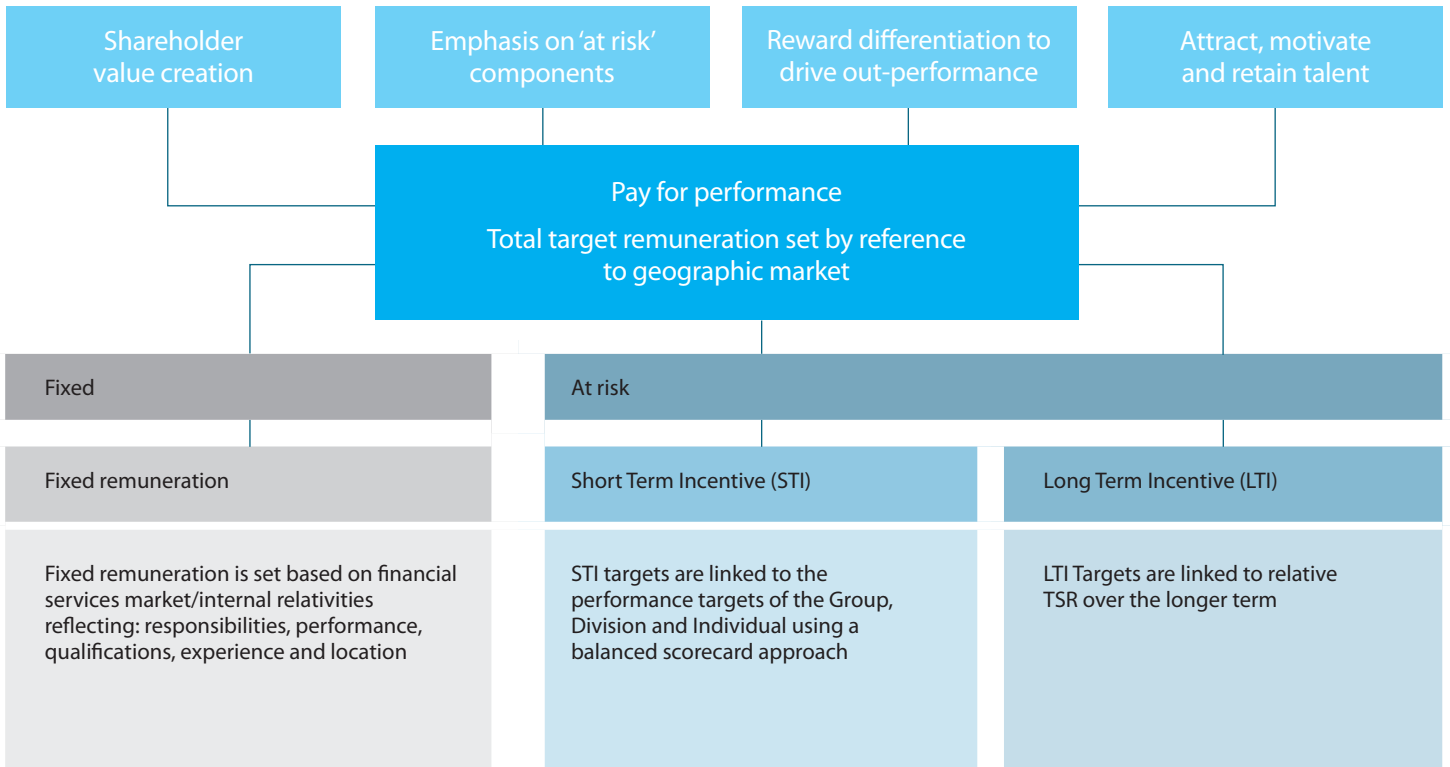 Shareholder
value creation
Emphasis on ‘at risk’
components
Reward differentiation to
drive out-performance
Attract, motivate
and retain talent
Pay for performance
Total target remuneration set by reference
to geographic market
Fixed
At risk
Fixed remuneration
Short Term Incentive (STI)
Long Term Incentive (LTI)
Fixed remuneration is set based on financial
services market/internal relativities
reflecting: responsibilities, performance,
qualifications, experience and location
STI targets are linked to the
performance targets of the Group,
Division and Individual using a
balanced scorecard approach
LTI Targets are linked to relative
TSR over the longer term